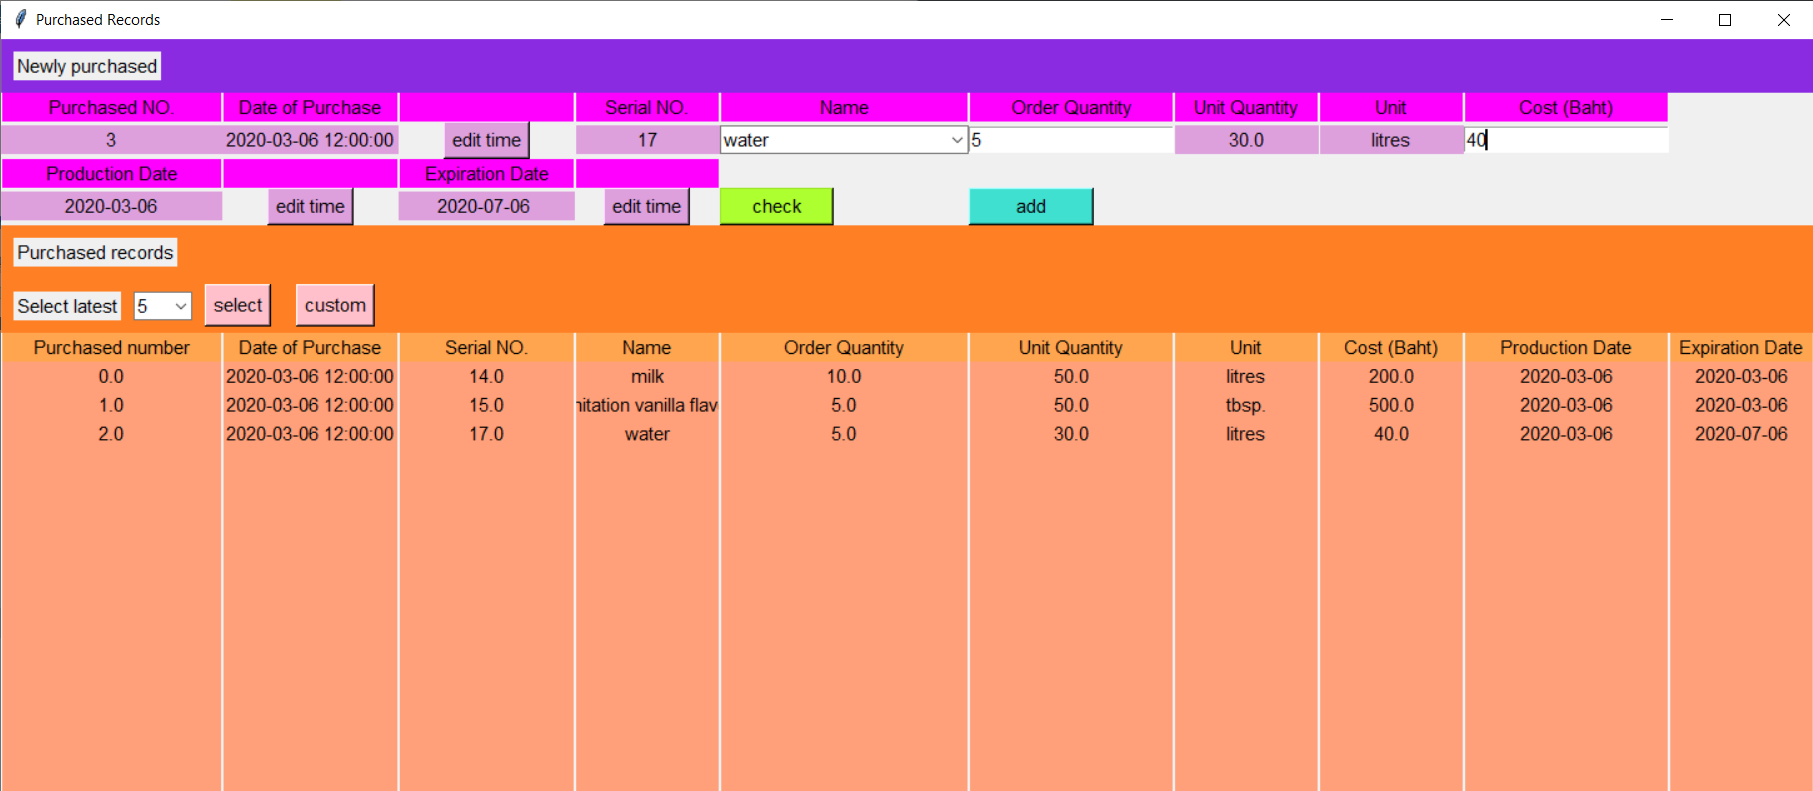 Purchased Records
Newly purchased
Purchased NO. Date of Purchase Serial NO. Name Order Quantity Unit Quantity Unit Cost (Baht)
3 2020-03-06 12:00:00 edit time 17 water 5 30.0 litres 40
Production Date Expiration Date
2020-03-06 edit time 2020-07-06 edit time check add
Purchased records
Select latest 5 select custom
Purchased number Date of Purchase Serial NO. Name Order Quantity Unit Quantity Unit Cost (Baht) Production Date Expiration Date
0.0 2020-03-06 12:00:00 14.0 milk 10.0 50.0 litres 200.0 2020-03-06 2020-03-06
1.0 2020-03-06 12:00:00 15.0 nitation vanilla flav 5.0 50.0 tbsp. 500.0 2020-03-06 2020-03-06
2.0 2020-03-06 12:00:00 17.0 water 5.0 30.0 litres 40.0 2020-03-06 2020-07-06